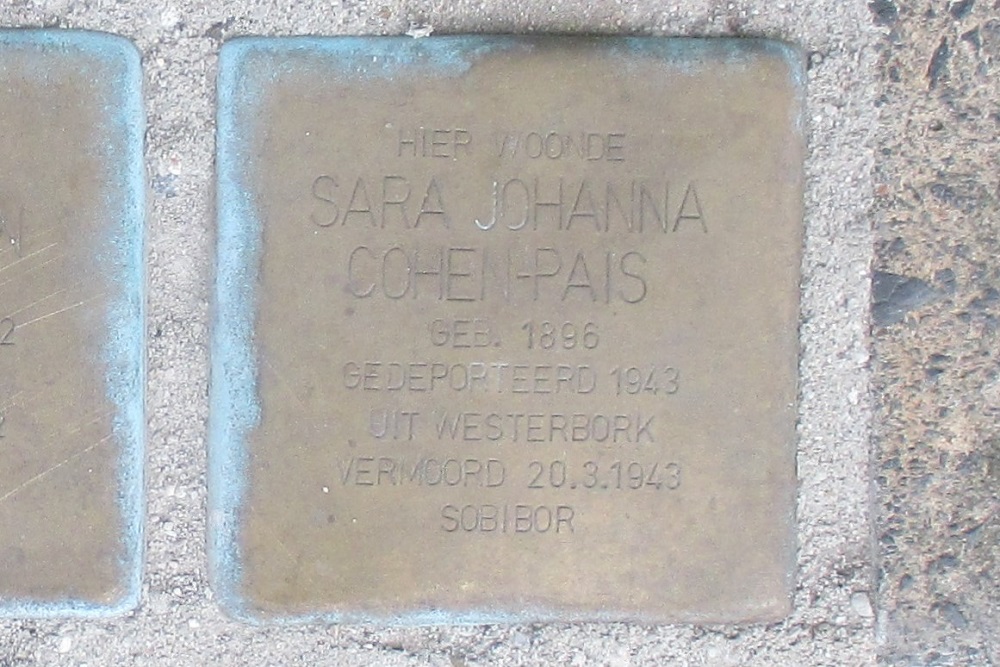 HIER WOONDE
SARA JOHANNA
COHEN-PAIS
GEB. 1896
GEDEPORTEERD 1943
UIT WESTERBORK
VERMOORD 20.3.1943
SOBIBOR